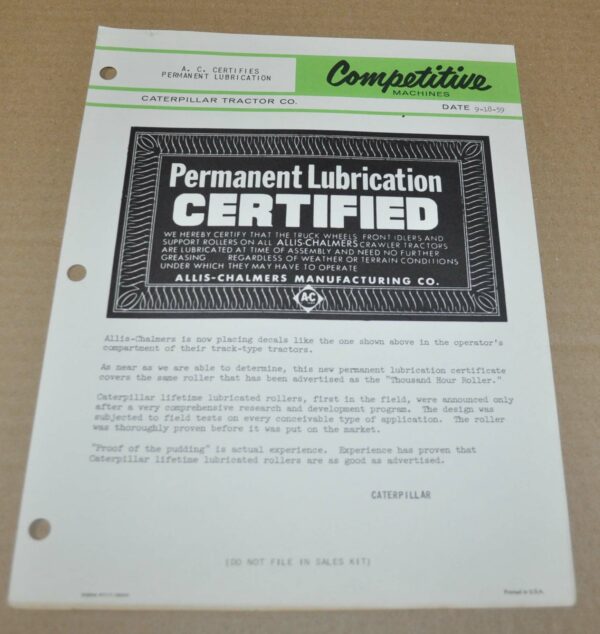 A. C. CERTIFIES
PERMANENT LUBRICATION
Competitive
MACHINES
CATERPILLAR TRACTOR CO.
DATE 9-18-59
Permanent Lubrication
CERTIFIED
WE HEREBY CERTIFY THAT THE TRUCK WHEELS FRONT IDLERS AND
SUPPORT ROLLERS ON ALL ALLIS-CHALMERS CRAWLER TRACTORS
ARE LUBRICATED AT TIME OF ASSEMBLY AND NEED NO FURTHER
GREASING REGARDLESS OF WEATHER OR TERRAIN CONDITIONS
UNDER WHICH THEY MAY HAVE TO OPERATE
ALLIS-CHALMERS MANUFACTURING CO.
A-C
Allis-Chalmers is now placing decals like the one shown above in the operator's
compartment of their track-type tractors.
As near as we are able to determine, this new permanent lubrication certificate
covers the same roller that has been advertised as the "Thousand Hour Roller."
Caterpillar lifetime lubricated rollers, first in the field, were announced only
after a very comprehensive research and development program. The design was
subjected to field tests on every conceivable type of application. The roller
was thoroughly proven before it was put on the market.
"Proof of the pudding" is actual experience. Experience has proven that
Caterpillar lifetime lubricated rollers are as good as advertised.
CATERPILLAR
(DO NOT FILE IN SALES KIT)
Printed in U.S.A.